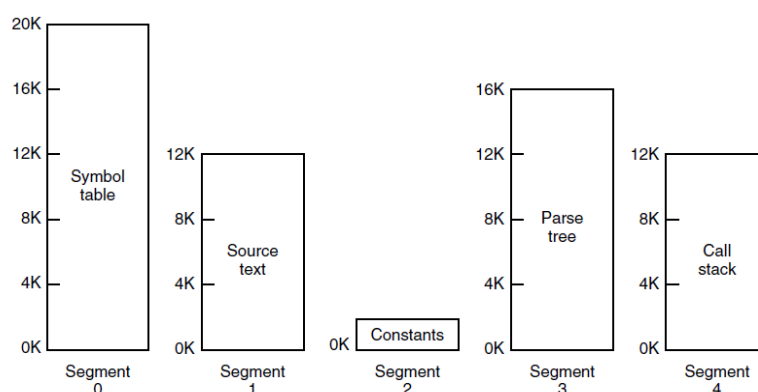 20K
16K
12K
8K
4K
0K
Symbol
table
Segment
0
12K
8K
4K
0K
Source
text
Segment
1
0K
Constants
Segment
2
16K
12K
8K
4K
0K
Parse
tree
Segment
3
12K
8K
4K
0K
Call
stack
Segment
4